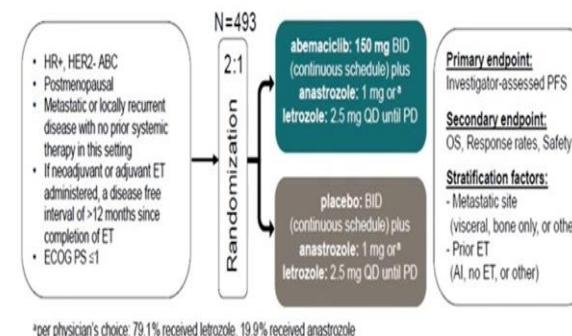 N=493
• HR+, HER2- ABC
• Postmenopausal
• Metastatic or locally recurrent
disease with no prior systemic
therapy in this setting
• If neoadjuvant or adjuvant ET
administered, a disease free
interval of >12 months since
completion of ET
• ECOG PS ≤1
Randomization
2:1
abemaciclib: 150 mg BID
(continuous schedule) plus
anastrozole: 1 mg or ᵃ
letrozole: 2.5 mg QD until PD
placebo: BID
(continuous schedule) plus
anastrozole: 1 mg or ᵃ
letrozole: 2.5 mg QD until PD
Primary endpoint:
Investigator-assessed PFS
Secondary endpoint:
OS, Response rates, Safety
Stratification factors:
- Metastatic site
(visceral, bone only, or othe
- Prior ET
(AI, no ET, or other)
ᵃper physician's choice: 79.1% received letrozole, 19.9% received anastrozole